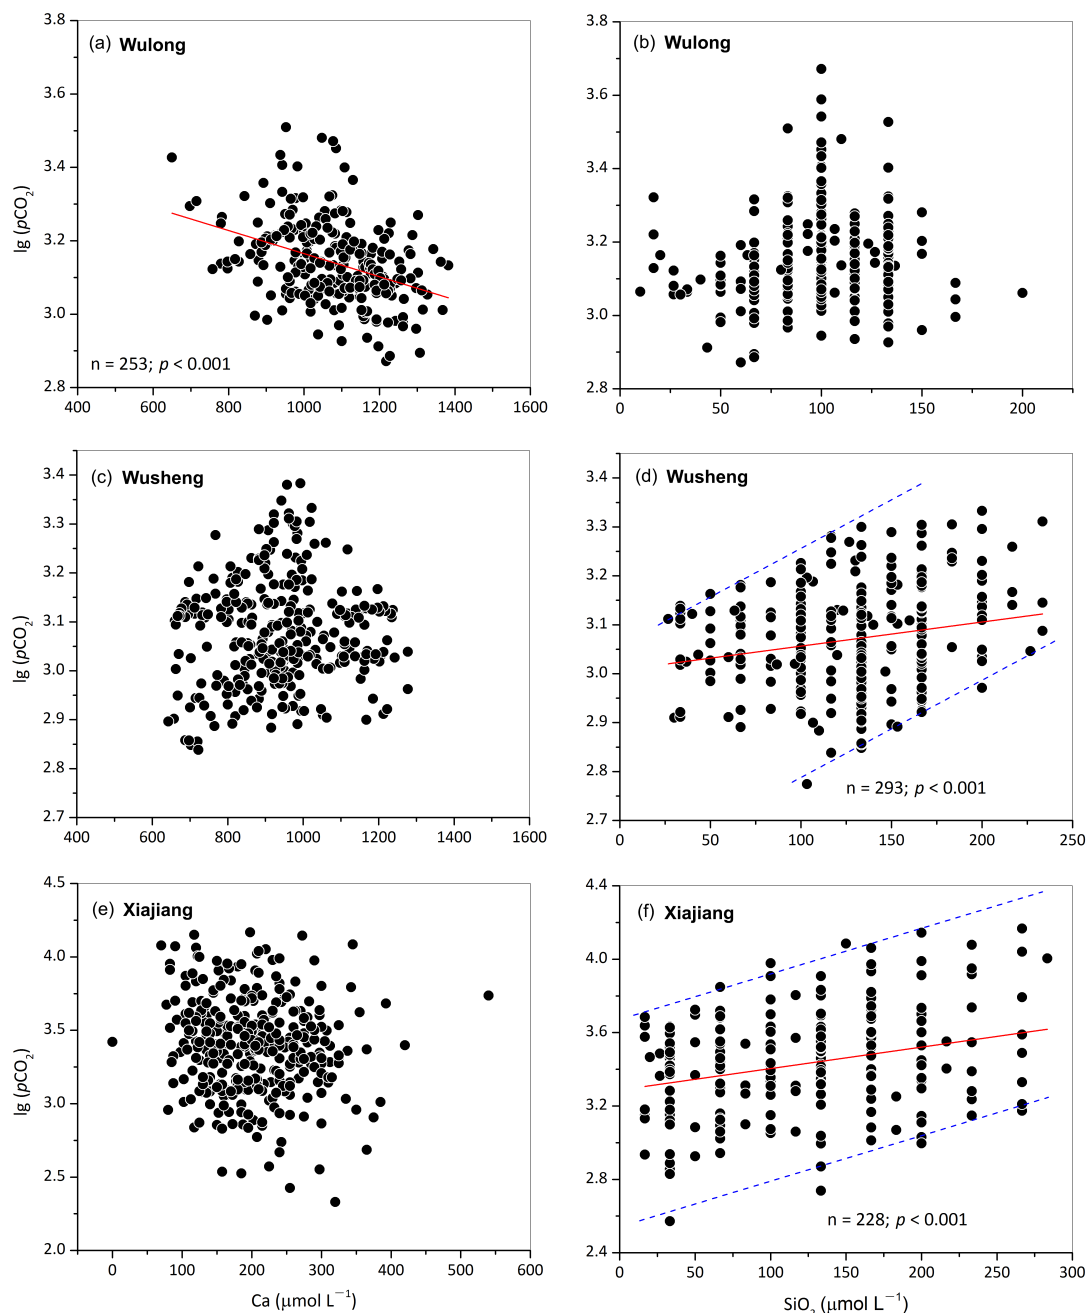 (a) Wulong
3.8
3.6
3.4
3.2
3.0
2.8
lg (pCO₂)
n = 253; p < 0.001
400 600 800 1000 1200 1400 1600
(b) Wulong
3.8
3.6
3.4
3.2
3.0
2.8
0 50 100 150 200
(c) Wusheng
3.4
3.3
3.2
3.1
3.0
2.9
2.8
2.7
lg (pCO₂)
400 600 800 1000 1200 1400 1600
(d) Wusheng
3.4
3.3
3.2
3.1
3.0
2.9
2.8
2.7
n = 293; p < 0.001
0 50 100 150 200 250
(e) Xiajiang
4.5
4.0
3.5
3.0
2.5
2.0
lg (pCO₂)
0 100 200 300 400 500 600
Ca (μmol L⁻¹)
(f) Xiajiang
4.4
4.0
3.6
3.2
2.8
2.4
n = 228; p < 0.001
0 50 100 150 200 250 300
SiO₂ (μmol L⁻¹)